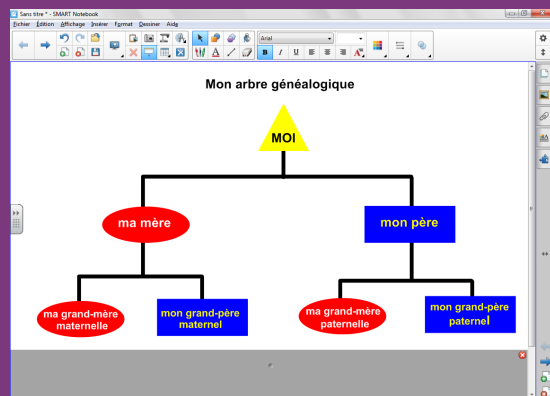 Sans titre * - SMART Notebook
Fichier Édition Affichage Insérer Format Dessiner Aide
Arial
B I U
Mon arbre généalogique
MOI
ma mère
mon père
ma grand-mère
maternelle
mon grand-père
maternel
ma grand-mère
paternelle
mon grand-père
paternel